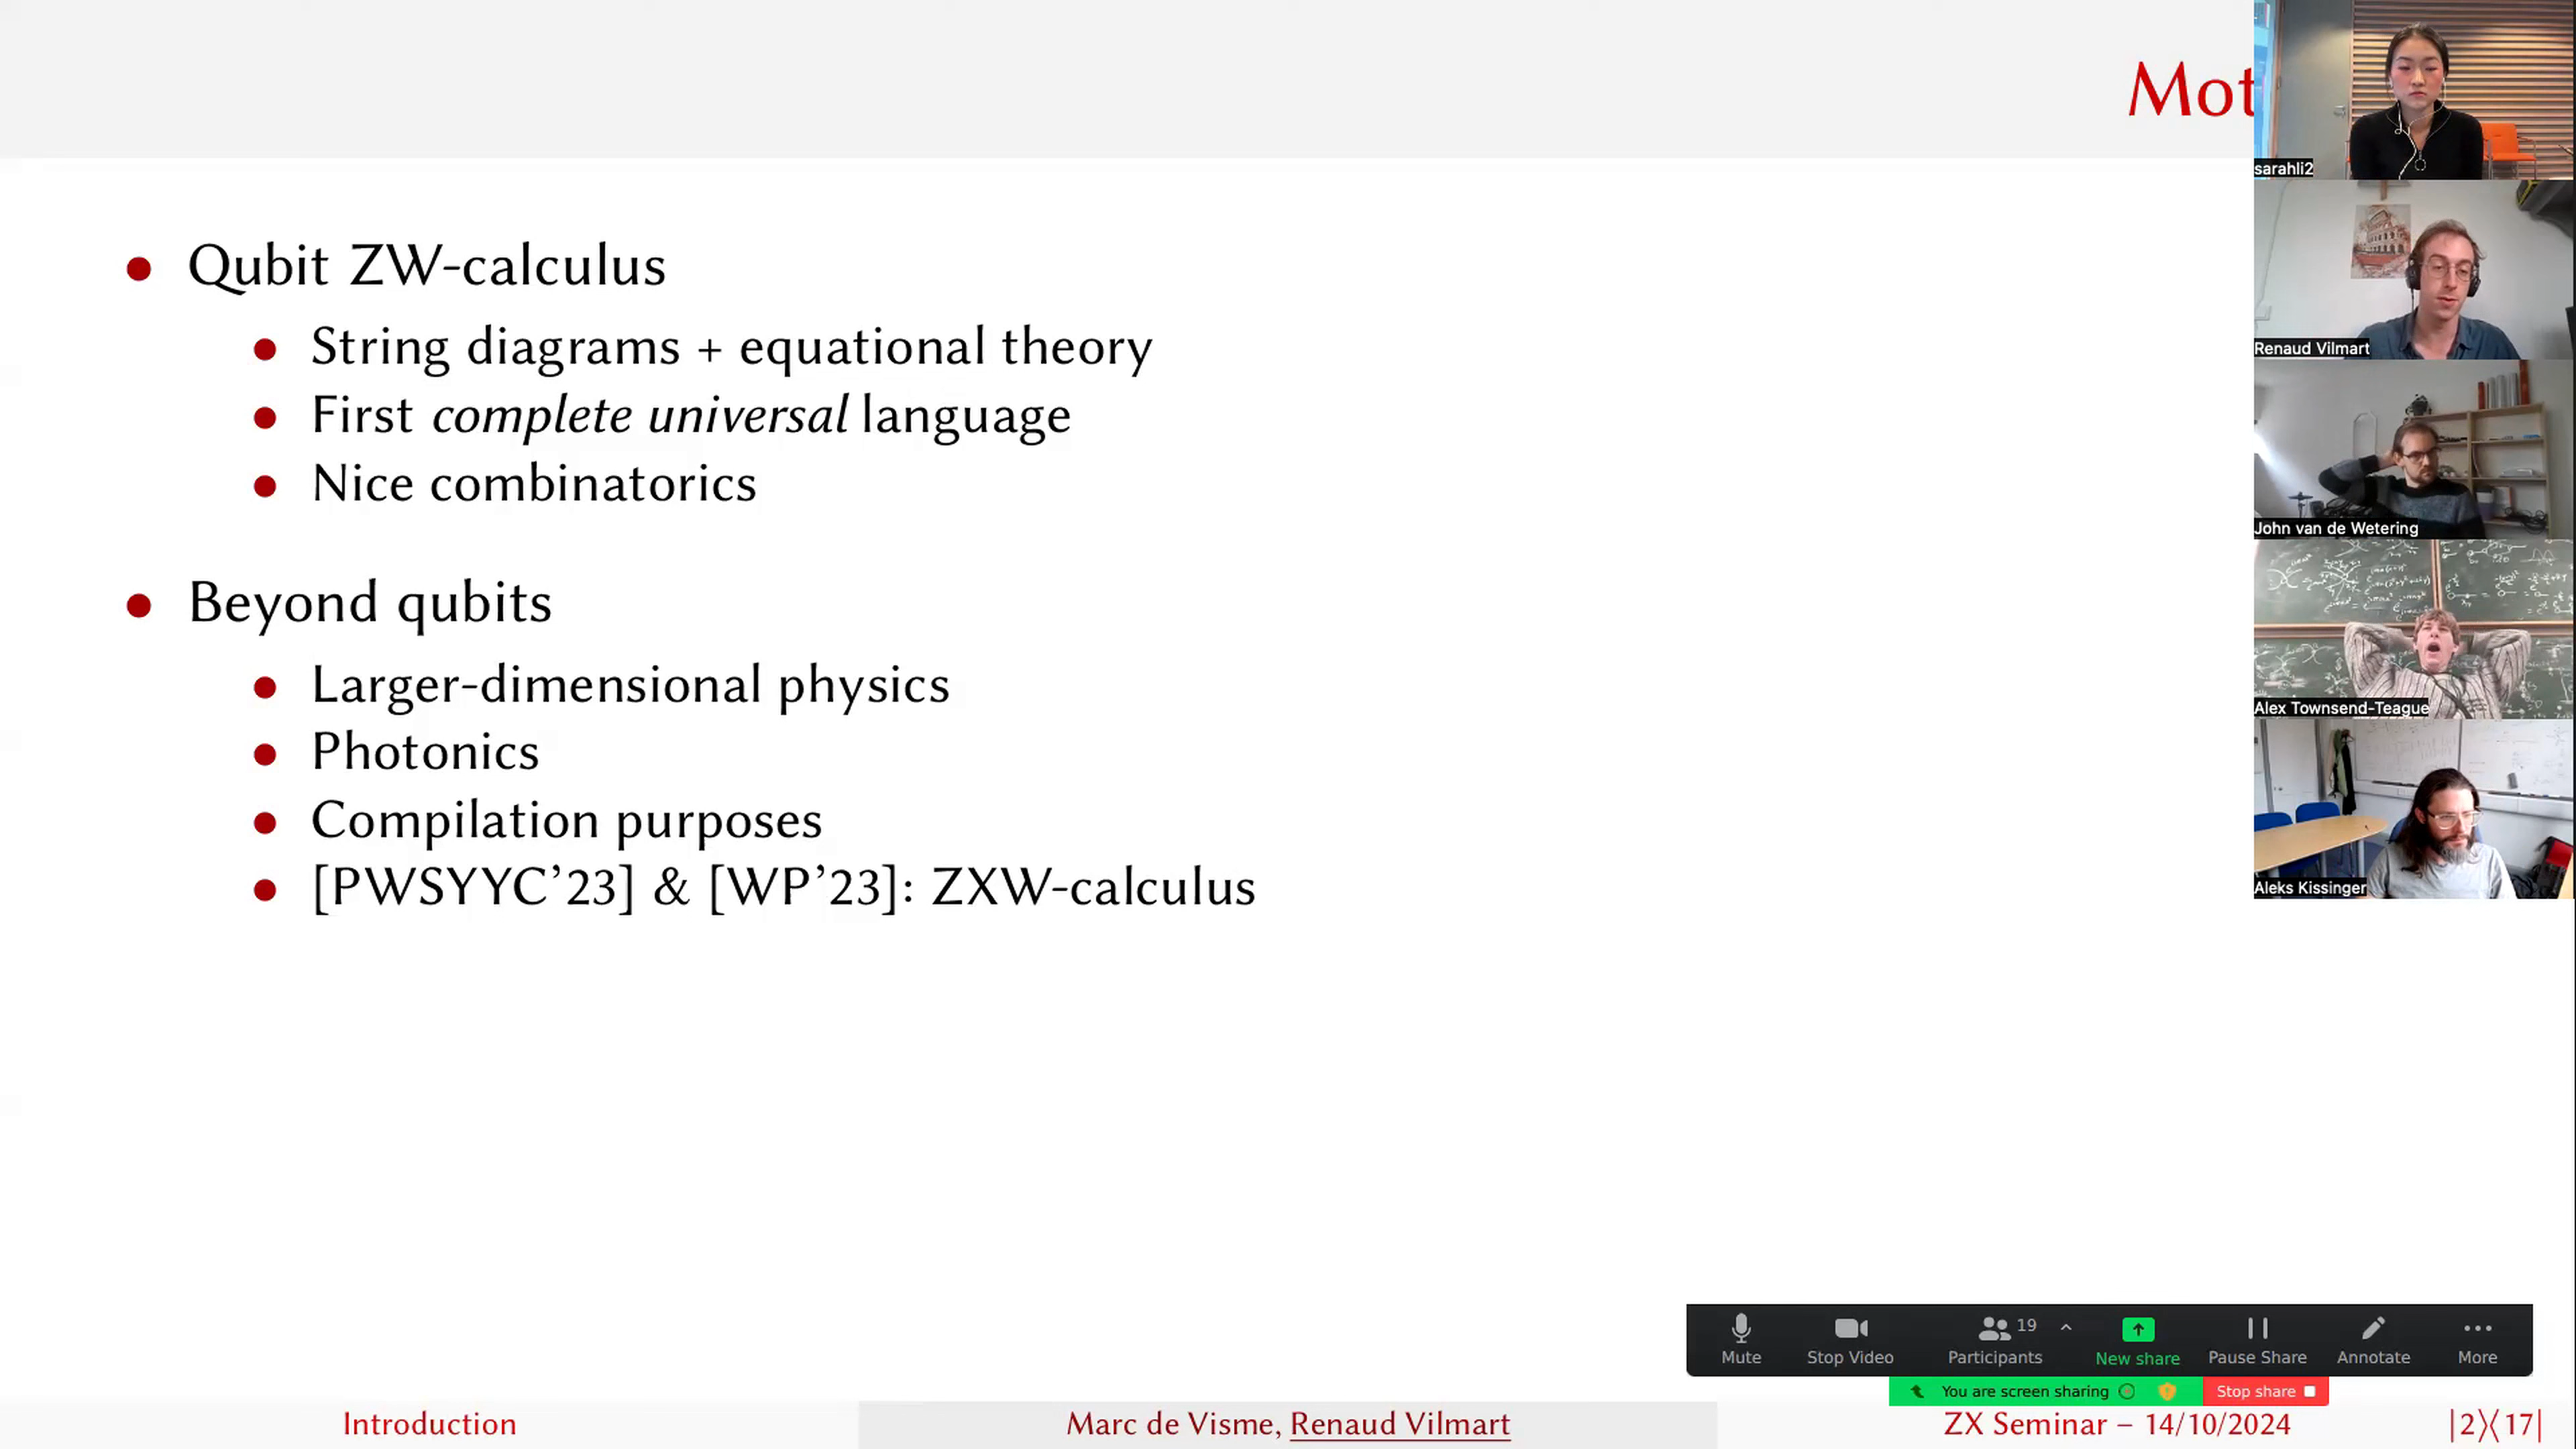 Mot
• Qubit ZW-calculus
• String diagrams + equational theory
• First complete universal language
• Nice combinatorics
• Beyond qubits
• Larger-dimensional physics
• Photonics
• Compilation purposes
• [PWSYYC’23] & [WP’23]: ZXW-calculus
sarahli2
Renaud Vilmart
John van de Wetering
Alex Townsend-Teague
Aleks Kissinger
19
Mute Stop Video Participants New share Pause Share Annotate More
You are screen sharing Stop share
Introduction Marc de Visme, Renaud Vilmart ZX Seminar – 14/10/2024 |2⟩⟨17|